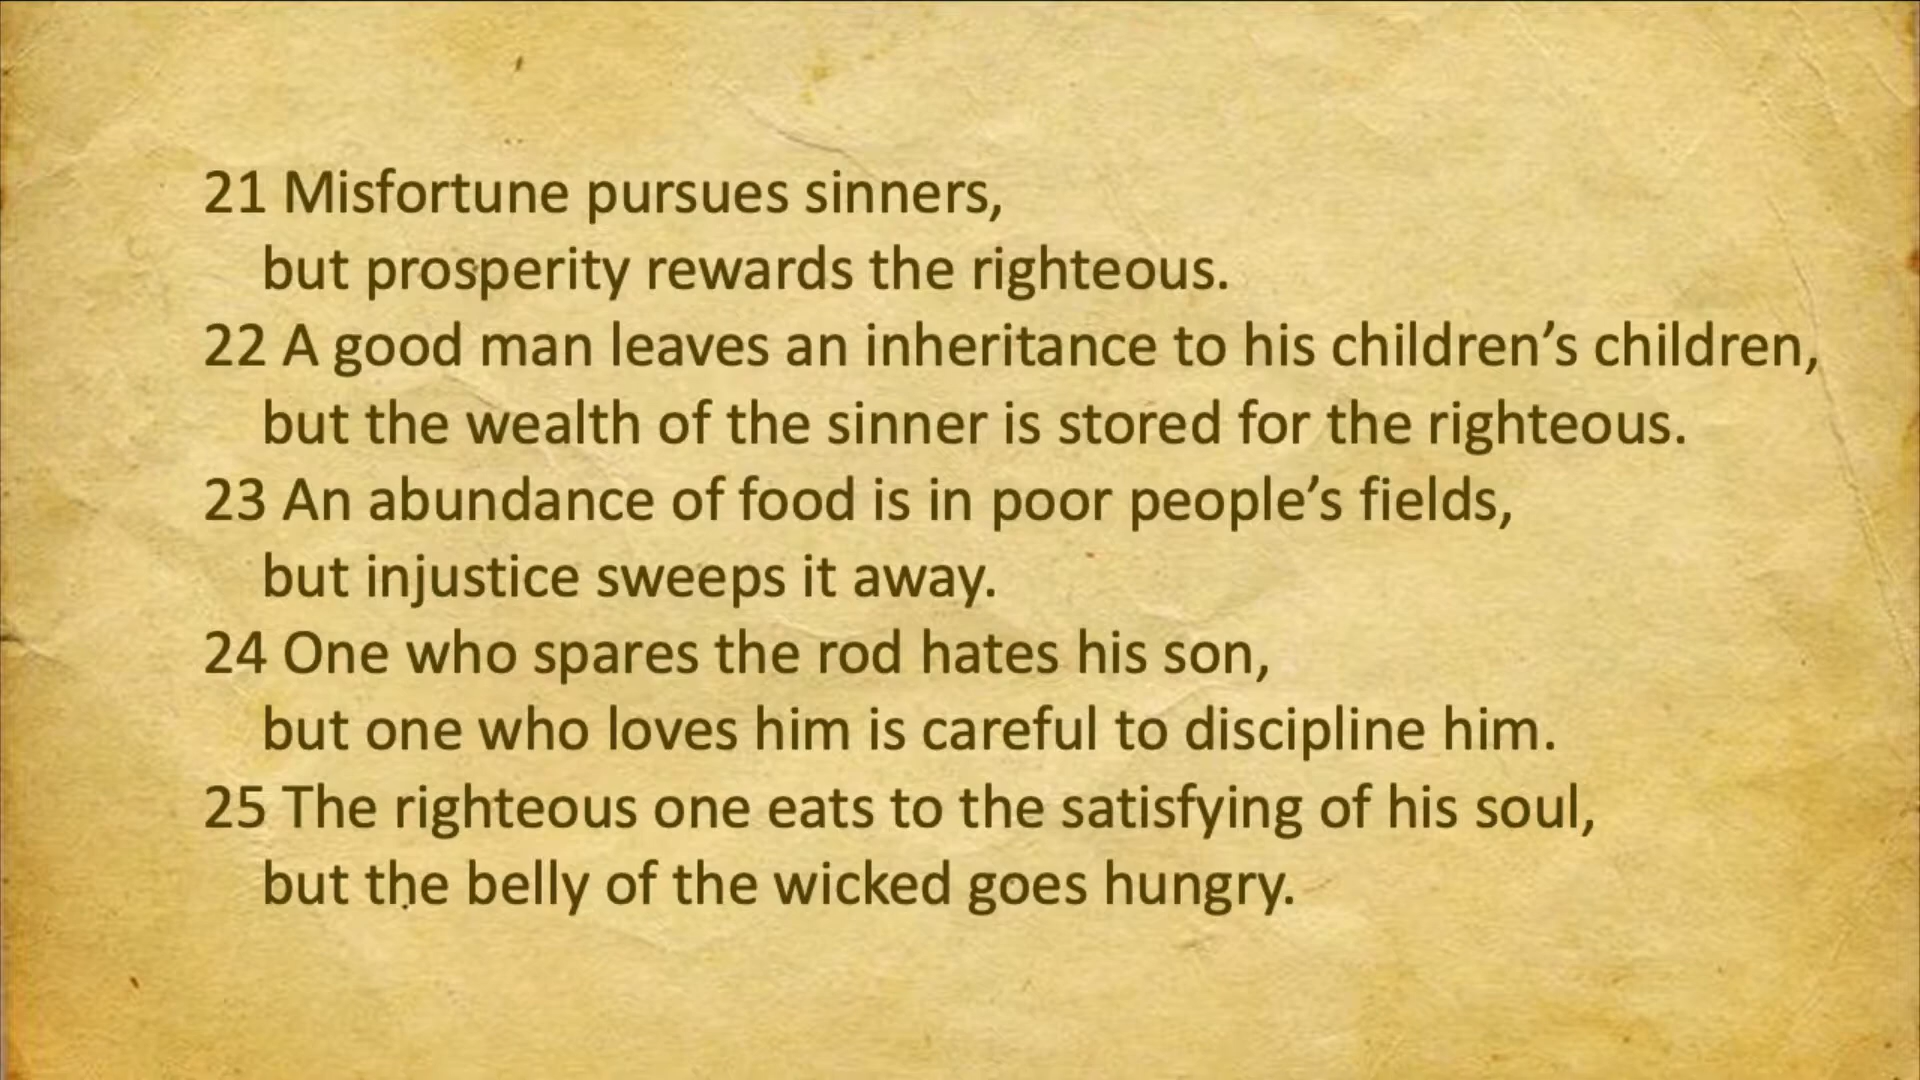 21 Misfortune pursues sinners,
but prosperity rewards the righteous.
22 A good man leaves an inheritance to his children’s children,
but the wealth of the sinner is stored for the righteous.
23 An abundance of food is in poor people’s fields,
but injustice sweeps it away.
24 One who spares the rod hates his son,
but one who loves him is careful to discipline him.
25 The righteous one eats to the satisfying of his soul,
but the belly of the wicked goes hungry.